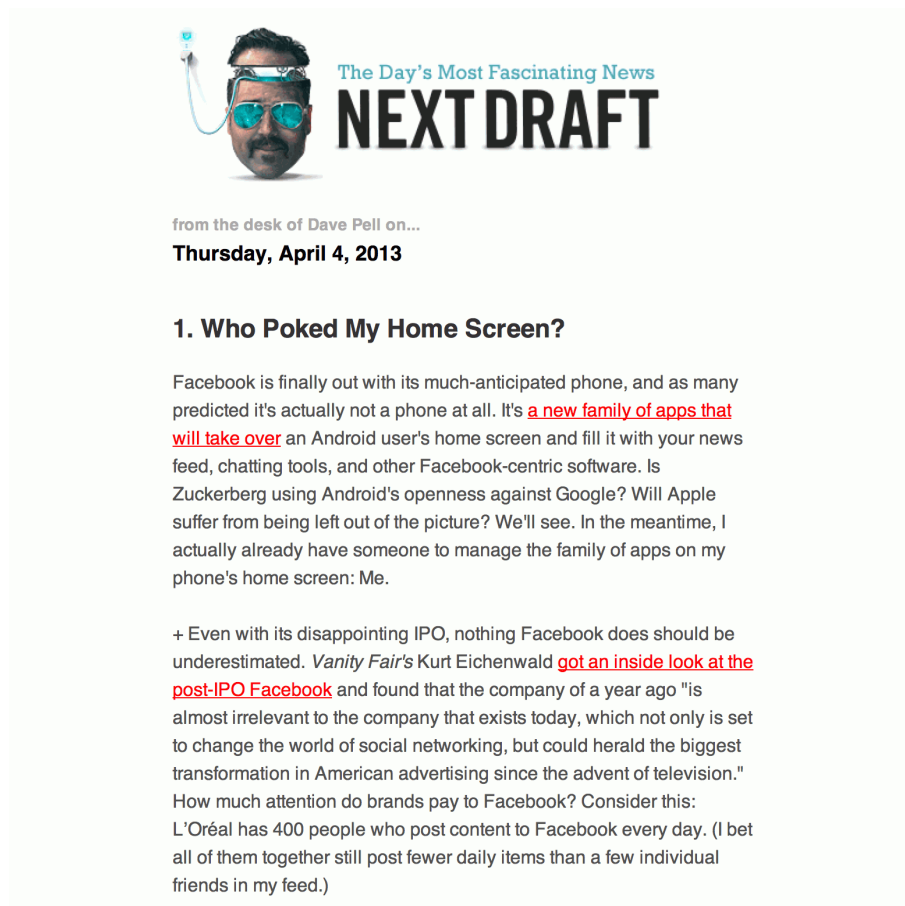 The Day's Most Fascinating News
NEXTDRAFT
from the desk of Dave Pell on...
Thursday, April 4, 2013
1. Who Poked My Home Screen?
Facebook is finally out with its much-anticipated phone, and as many
predicted it's actually not a phone at all. It's a new family of apps that
will take over an Android user's home screen and fill it with your news
feed, chatting tools, and other Facebook-centric software. Is
Zuckerberg using Android's openness against Google? Will Apple
suffer from being left out of the picture? We'll see. In the meantime, I
actually already have someone to manage the family of apps on my
phone's home screen: Me.
+ Even with its disappointing IPO, nothing Facebook does should be
underestimated. Vanity Fair's Kurt Eichenwald got an inside look at the
post-IPO Facebook and found that the company of a year ago "is
almost irrelevant to the company that exists today, which not only is set
to change the world of social networking, but could herald the biggest
transformation in American advertising since the advent of television."
How much attention do brands pay to Facebook? Consider this:
L’Oréal has 400 people who post content to Facebook every day. (I bet
all of them together still post fewer daily items than a few individual
friends in my feed.)